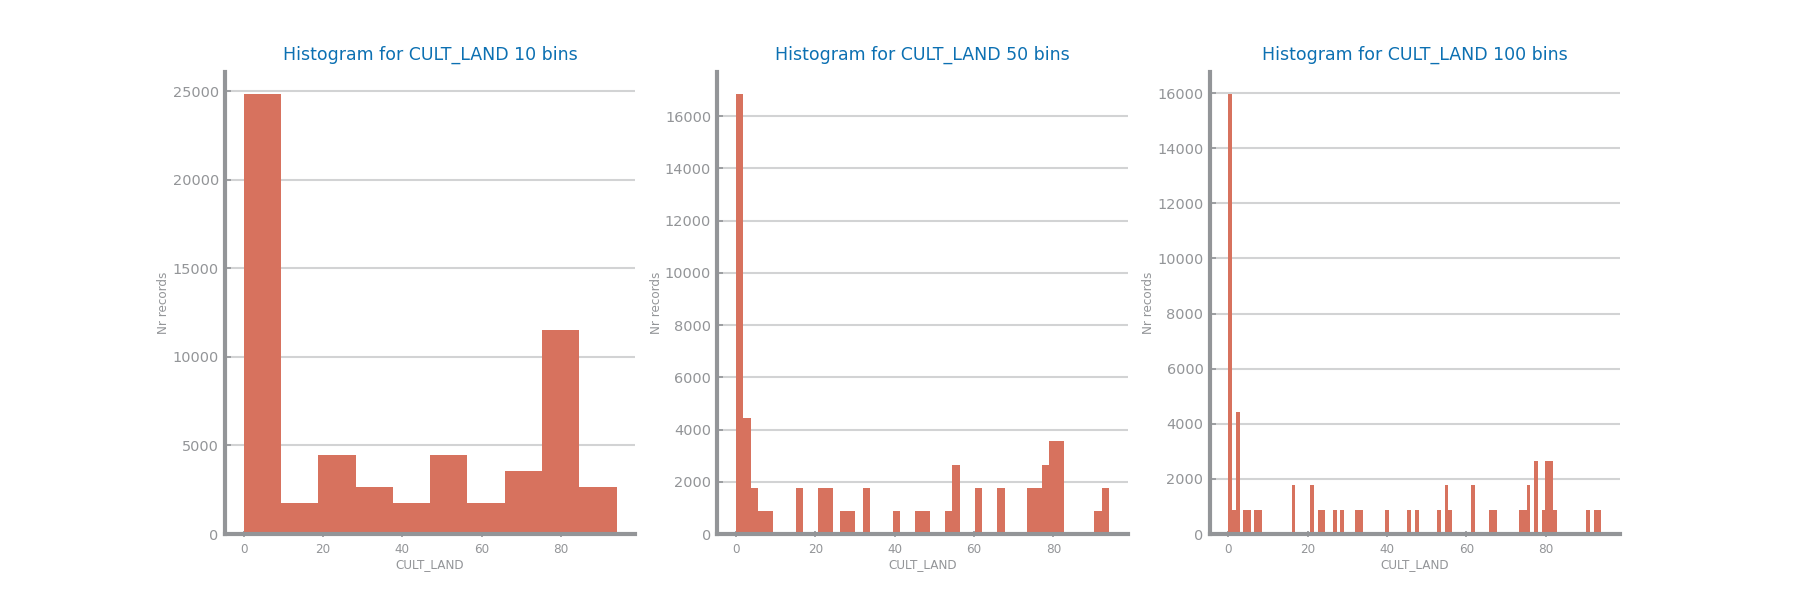 Histogram for CULT_LAND 10 bins
25000
20000
15000
10000
5000
0
Nr records
0 20 40 60 80
CULT_LAND
Histogram for CULT_LAND 50 bins
16000
14000
12000
10000
8000
6000
4000
2000
0
Nr records
0 20 40 60 80
CULT_LAND
Histogram for CULT_LAND 100 bins
16000
14000
12000
10000
8000
6000
4000
2000
0
Nr records
0 20 40 60 80
CULT_LAND